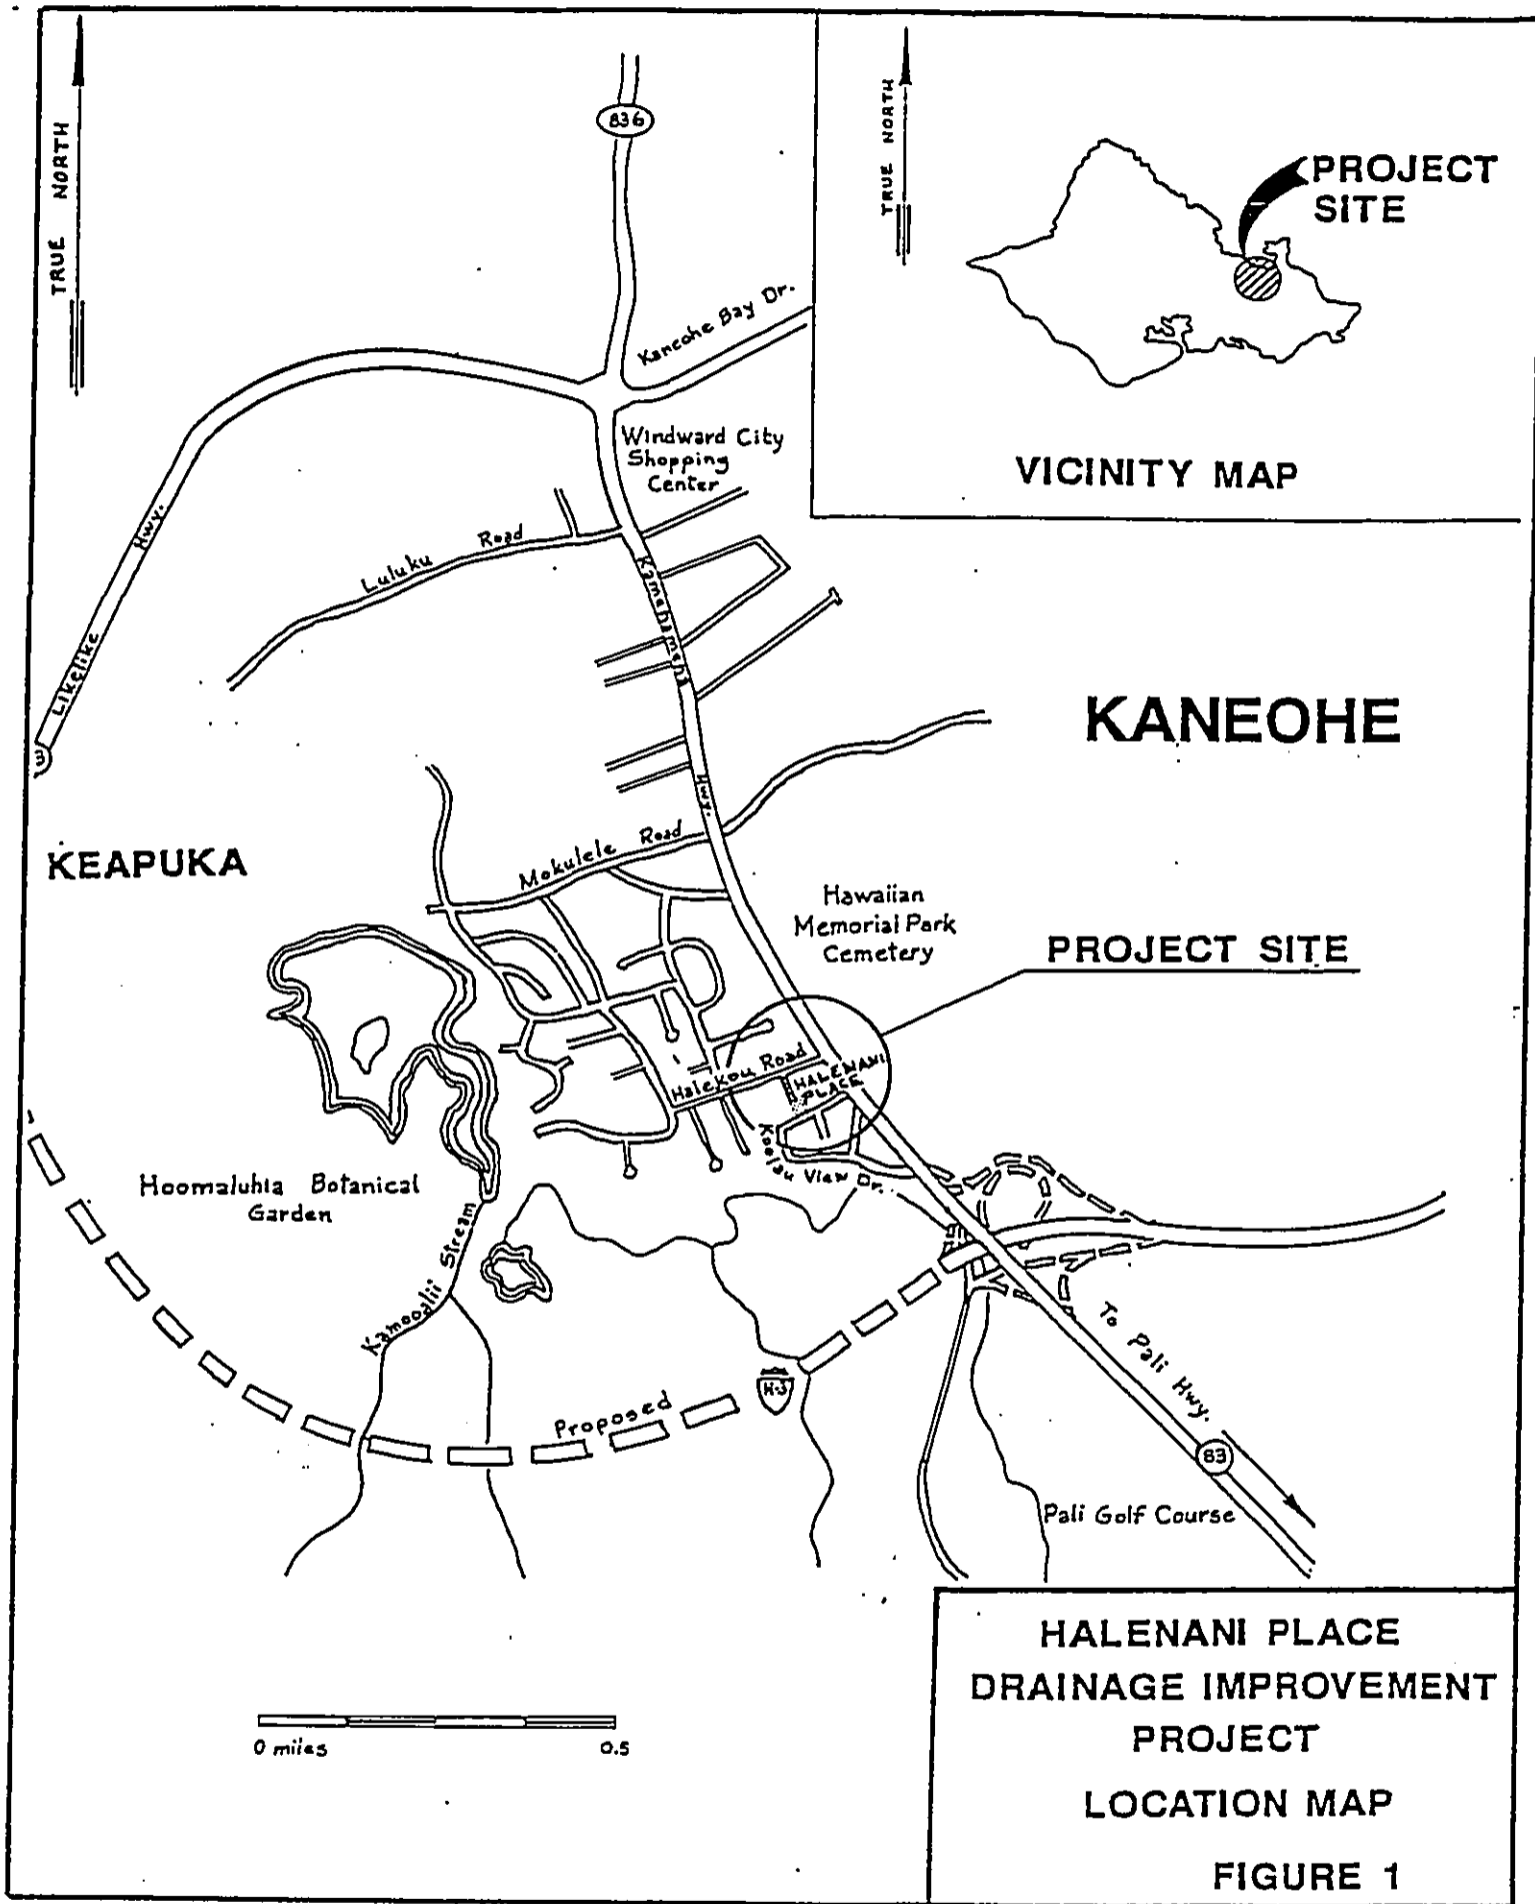 TRUE NORTH
836
TRUE NORTH
PROJECT
SITE
VICINITY MAP
Kaneohe Bay Dr.
Windward City
Shopping
Center
Likelike Hwy.
Luluku Road
Kamehameha Hwy.
KANEOHE
KEAPUKA
Mokulele Road
Hawaiian
Memorial Park
Cemetery
PROJECT SITE
Halekou Road
HALENANI
PLACE
Koolau View Dr.
Hoomaluhia Botanical
Garden
Kamooalii Stream
Proposed
H-3
To Pali Hwy.
83
Pali Golf Course
0 miles 0.5
HALENANI PLACE
DRAINAGE IMPROVEMENT
PROJECT
LOCATION MAP
FIGURE 1